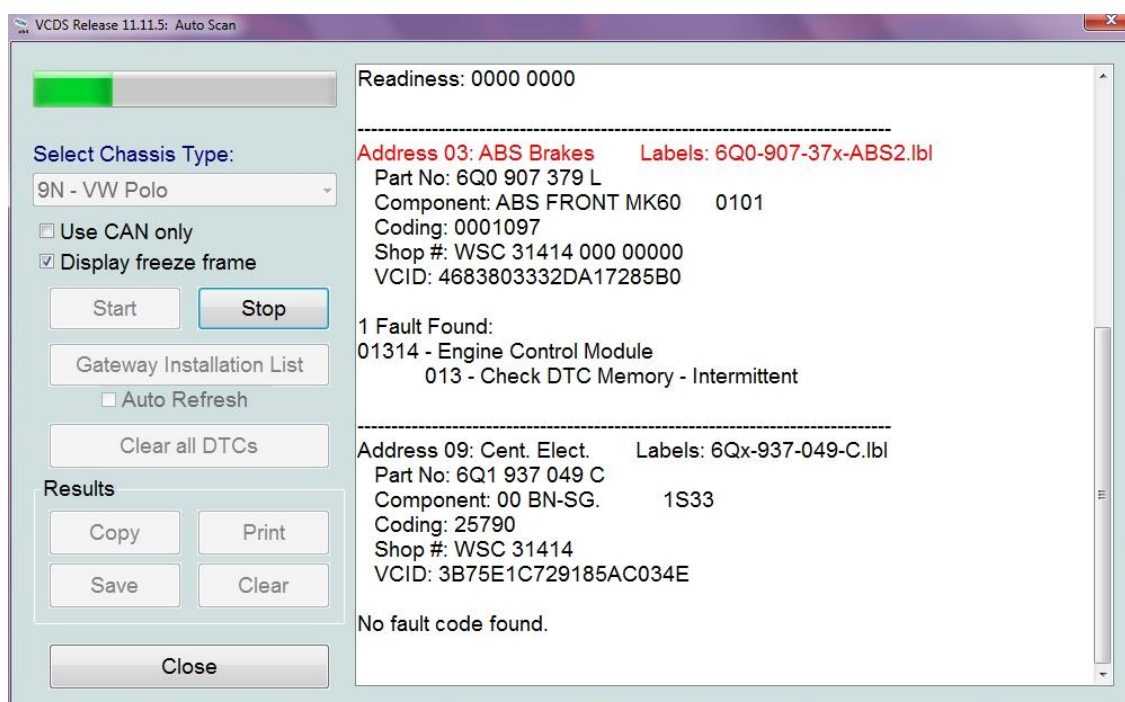 VCDS Release 11.11.5: Auto Scan
Select Chassis Type:
9N - VW Polo
Use CAN only
Display freeze frame
Start
Stop
Gateway Installation List
Auto Refresh
Clear all DTCs
Results
Copy
Print
Save
Clear
Close
Readiness: 0000 0000
--------------------------------------------------------------------------------
Address 03: ABS Brakes Labels: 6Q0-907-37x-ABS2.lbl
Part No: 6Q0 907 379 L
Component: ABS FRONT MK60 0101
Coding: 0001097
Shop #: WSC 31414 000 00000
VCID: 4683803332DA17285B0
1 Fault Found:
01314 - Engine Control Module
013 - Check DTC Memory - Intermittent
--------------------------------------------------------------------------------
Address 09: Cent. Elect. Labels: 6Qx-937-049-C.lbl
Part No: 6Q1 937 049 C
Component: 00 BN-SG. 1S33
Coding: 25790
Shop #: WSC 31414
VCID: 3B75E1C729185AC034E
No fault code found.